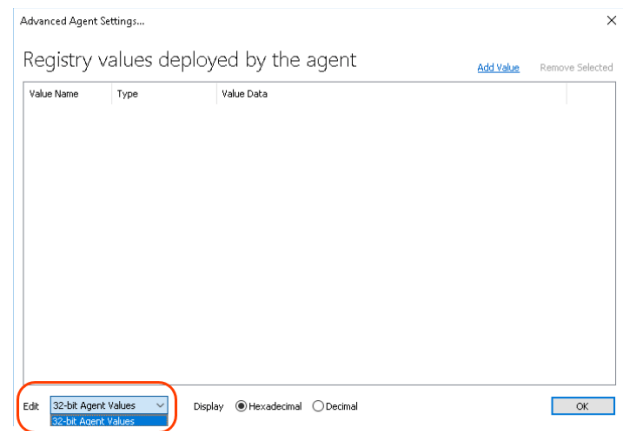 Advanced Agent Settings...
Registry values deployed by the agent
Add Value Remove Selected
Value Name Type Value Data
Edit 32-bit Agent Values Display Hexadecimal Decimal OK
32-bit Agent Values